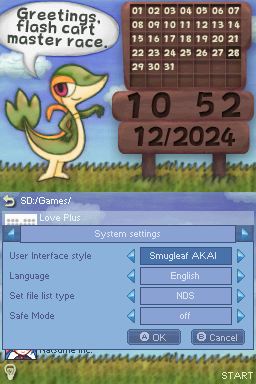 Greetings,
flash cart
master race.
01 02 03 04 05 06 07
08 09 10 11 12 13 14
15 16 17 18 19 20 21
22 23 24 25 26 27 28
29 30 31
10 52
12/2024
SD:/Games/
Love Plus
System settings
User Interface style
Smugleaf AKAI
Language
English
Set file list type
NDS
Safe Mode
off
A OK
B Cancel
Natsume Inc.
START